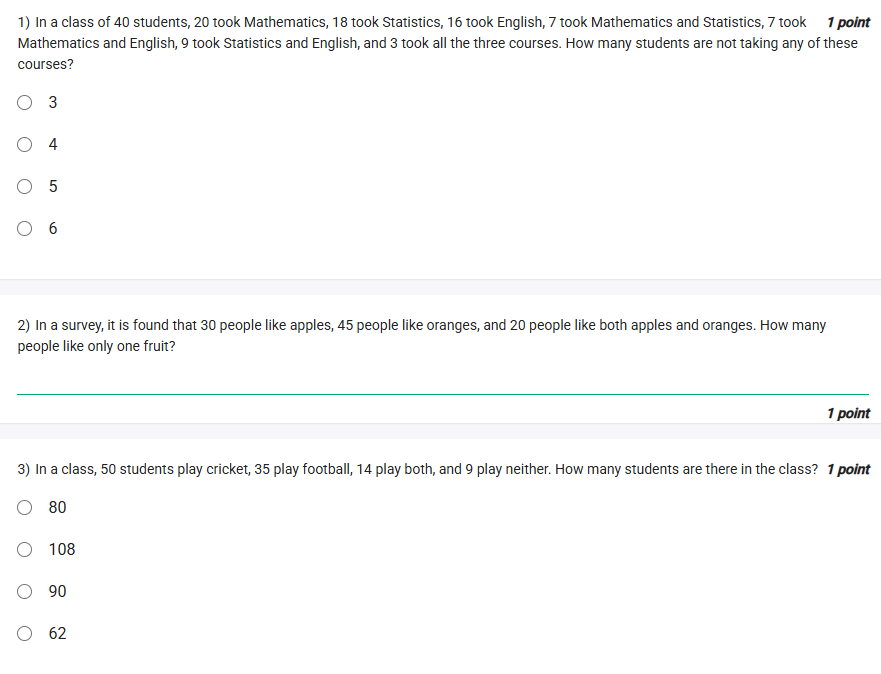 1) In a class of 40 students, 20 took Mathematics, 18 took Statistics, 16 took English, 7 took Mathematics and Statistics, 7 took 1 point
Mathematics and English, 9 took Statistics and English, and 3 took all the three courses. How many students are not taking any of these
courses?
3
4
5
6
2) In a survey, it is found that 30 people like apples, 45 people like oranges, and 20 people like both apples and oranges. How many
people like only one fruit?
1 point
3) In a class, 50 students play cricket, 35 play football, 14 play both, and 9 play neither. How many students are there in the class? 1 point
80
108
90
62